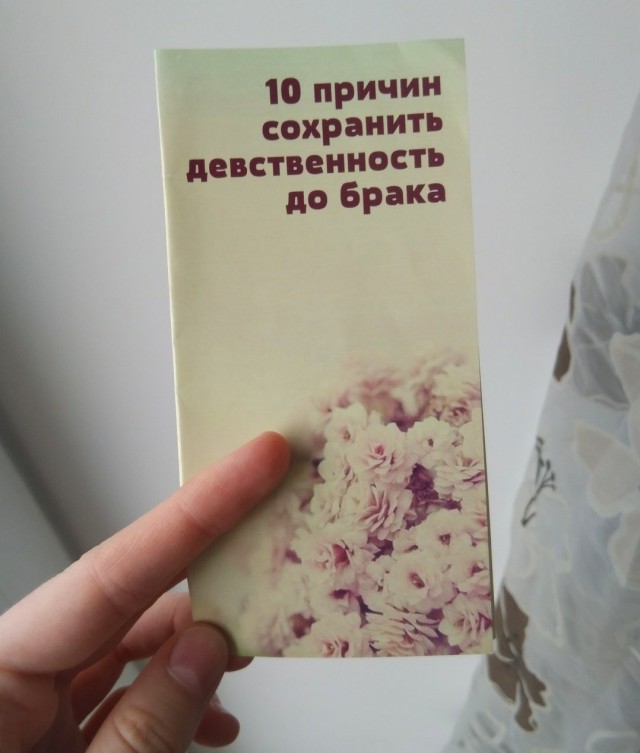 10 причин
сохранить
девственность
до брака